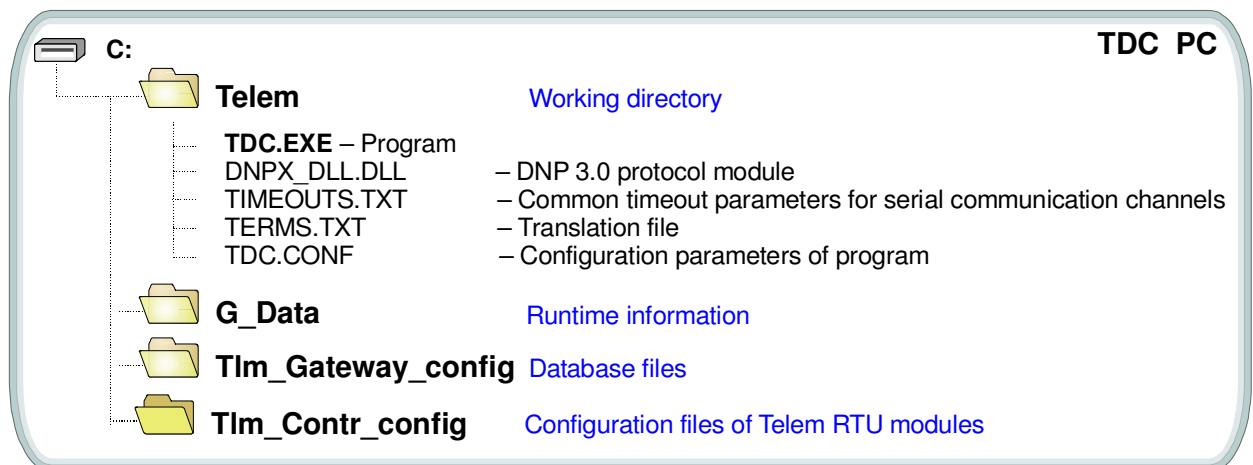 C: TDC PC
Telem Working directory
TDC.EXE – Program
DNPX_DLL.DLL – DNP 3.0 protocol module
TIMEOUTS.TXT – Common timeout parameters for serial communication channels
TERMS.TXT – Translation file
TDC.CONF – Configuration parameters of program
G_Data Runtime information
Tlm_Gateway_config Database files
Tlm_Contr_config Configuration files of Telem RTU modules